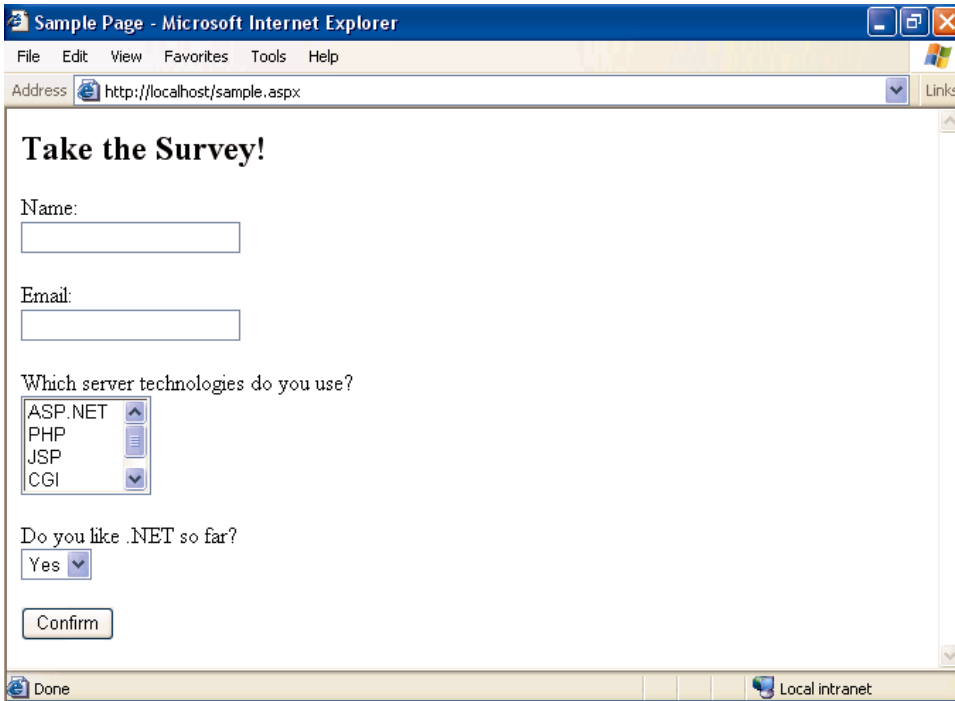 Sample Page - Microsoft Internet Explorer
File Edit View Favorites Tools Help
Address http://localhost/sample.aspx Links
Take the Survey!
Name:
Email:
Which server technologies do you use?
ASP.NET
PHP
JSP
CGI
Do you like .NET so far?
Yes
Confirm
Done Local intranet